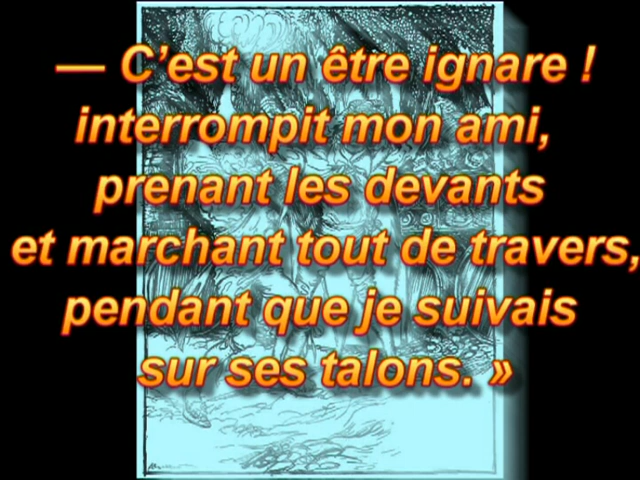 — C’est un être ignare !
interrompit mon ami,
prenant les devants
et marchant tout de travers,
pendant que je suivais
sur ses talons. »